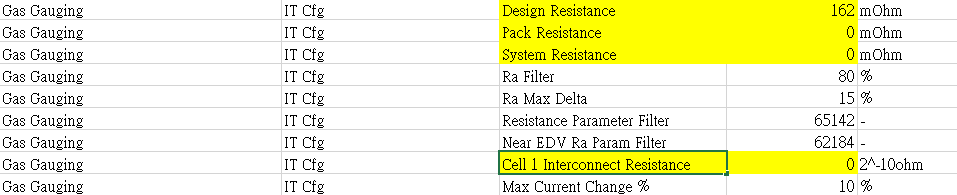 Gas Gauging IT Cfg Design Resistance 162 mOhm
Gas Gauging IT Cfg Pack Resistance 0 mOhm
Gas Gauging IT Cfg System Resistance 0 mOhm
Gas Gauging IT Cfg Ra Filter 80 %
Gas Gauging IT Cfg Ra Max Delta 15 %
Gas Gauging IT Cfg Resistance Parameter Filter 65142 -
Gas Gauging IT Cfg Near EDV Ra Param Filter 62184 -
Gas Gauging IT Cfg Cell 1 Interconnect Resistance 0 2^-10ohm
Gas Gauging IT Cfg Max Current Change % 10 %